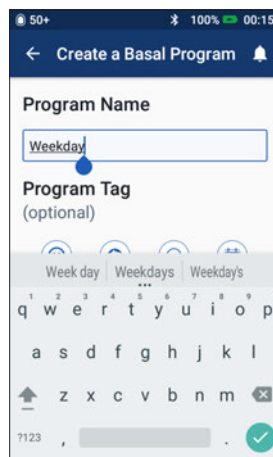 50+ 100% 00:15
Create a Basal Program
Program Name
Weekday
Program Tag
(optional)
Week day Weekdays Weekday's
1 2 3 4 5 6 7 8 9 0
q w e r t y u i o p
a s d f g h j k l
z x c v b n m
?123 , .